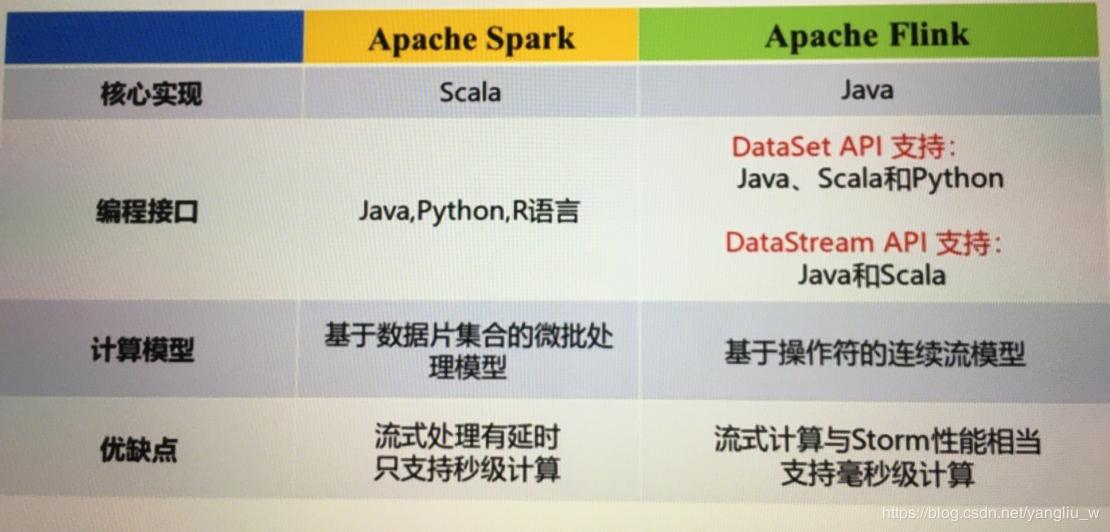 Apache Spark
Apache Flink
核心实现
Scala
Java
编程接口
Java,Python,R语言
DataSet API 支持：
Java、Scala和Python
DataStream API 支持：
Java和Scala
计算模型
基于数据片集合的微批处
理模型
基于操作符的连续流模型
优缺点
流式处理有延时
只支持秒级计算
流式计算与Storm性能相当
支持毫秒级计算
https://blog.csdn.net/yangliu_w